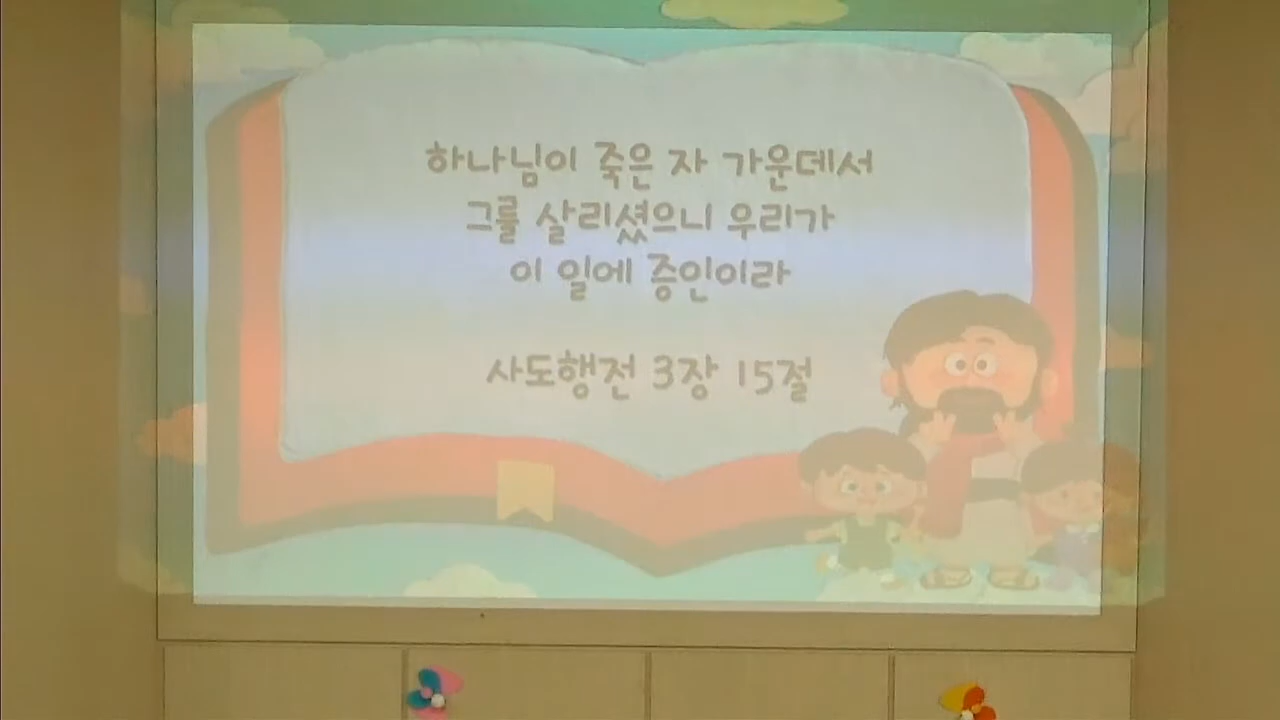 하나님이 죽은 자 가운데서
그를 살리셨으니 우리가
이 일에 증인이라
사도행전 3장 15절